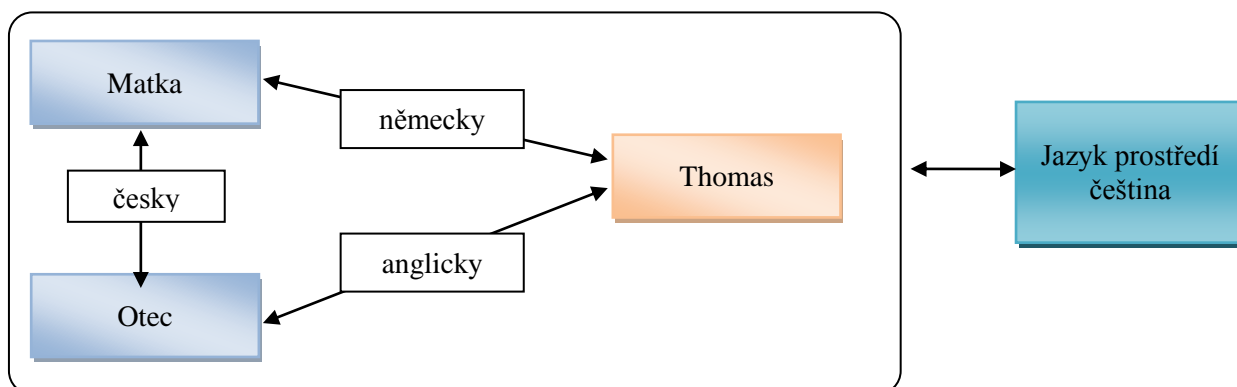 Matka
německy
Thomas
Jazyk prostředí
čeština
česky
anglicky
Otec